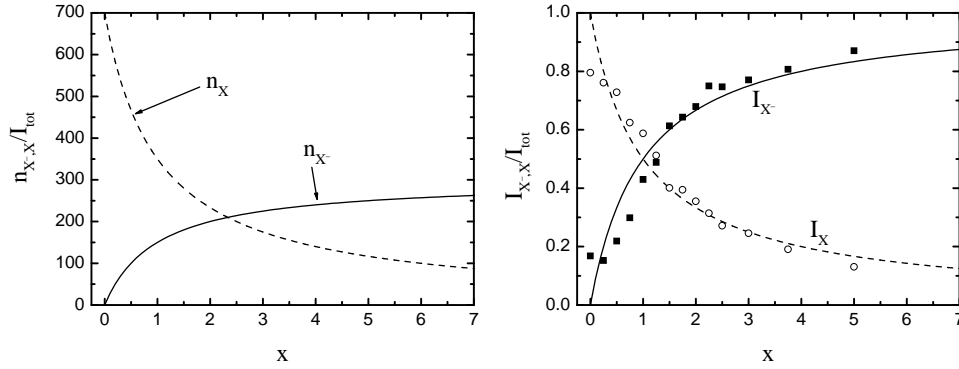 700
600
500
400
300
200
100
0
0 1 2 3 4 5 6 7
x
n_{X^-,X}/I_{tot}
n_X
n_{X^-}
1.0
0.8
0.6
0.4
0.2
0.0
0 1 2 3 4 5 6 7
x
I_{X^-,X}/I_{tot}
I_{X^-}
I_X